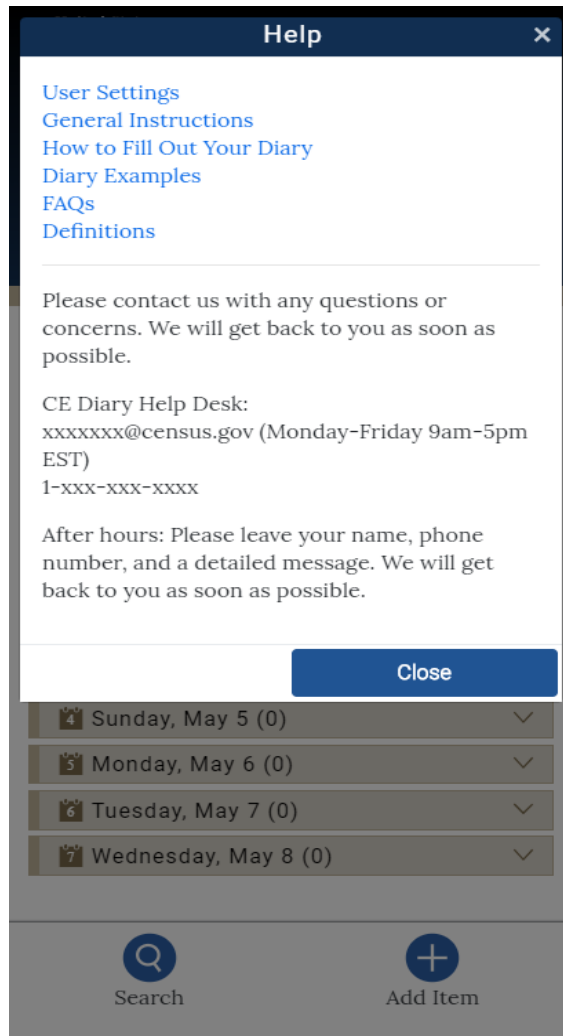 Help ×
User Settings
General Instructions
How to Fill Out Your Diary
Diary Examples
FAQs
Definitions
Please contact us with any questions or
concerns. We will get back to you as soon as
possible.
CE Diary Help Desk:
xxxxxxx@census.gov (Monday-Friday 9am-5pm
EST)
1-xxx-xxx-xxxx
After hours: Please leave your name, phone
number, and a detailed message. We will get
back to you as soon as possible.
Close
4 Sunday, May 5 (0)
5 Monday, May 6 (0)
6 Tuesday, May 7 (0)
7 Wednesday, May 8 (0)
Search Add Item